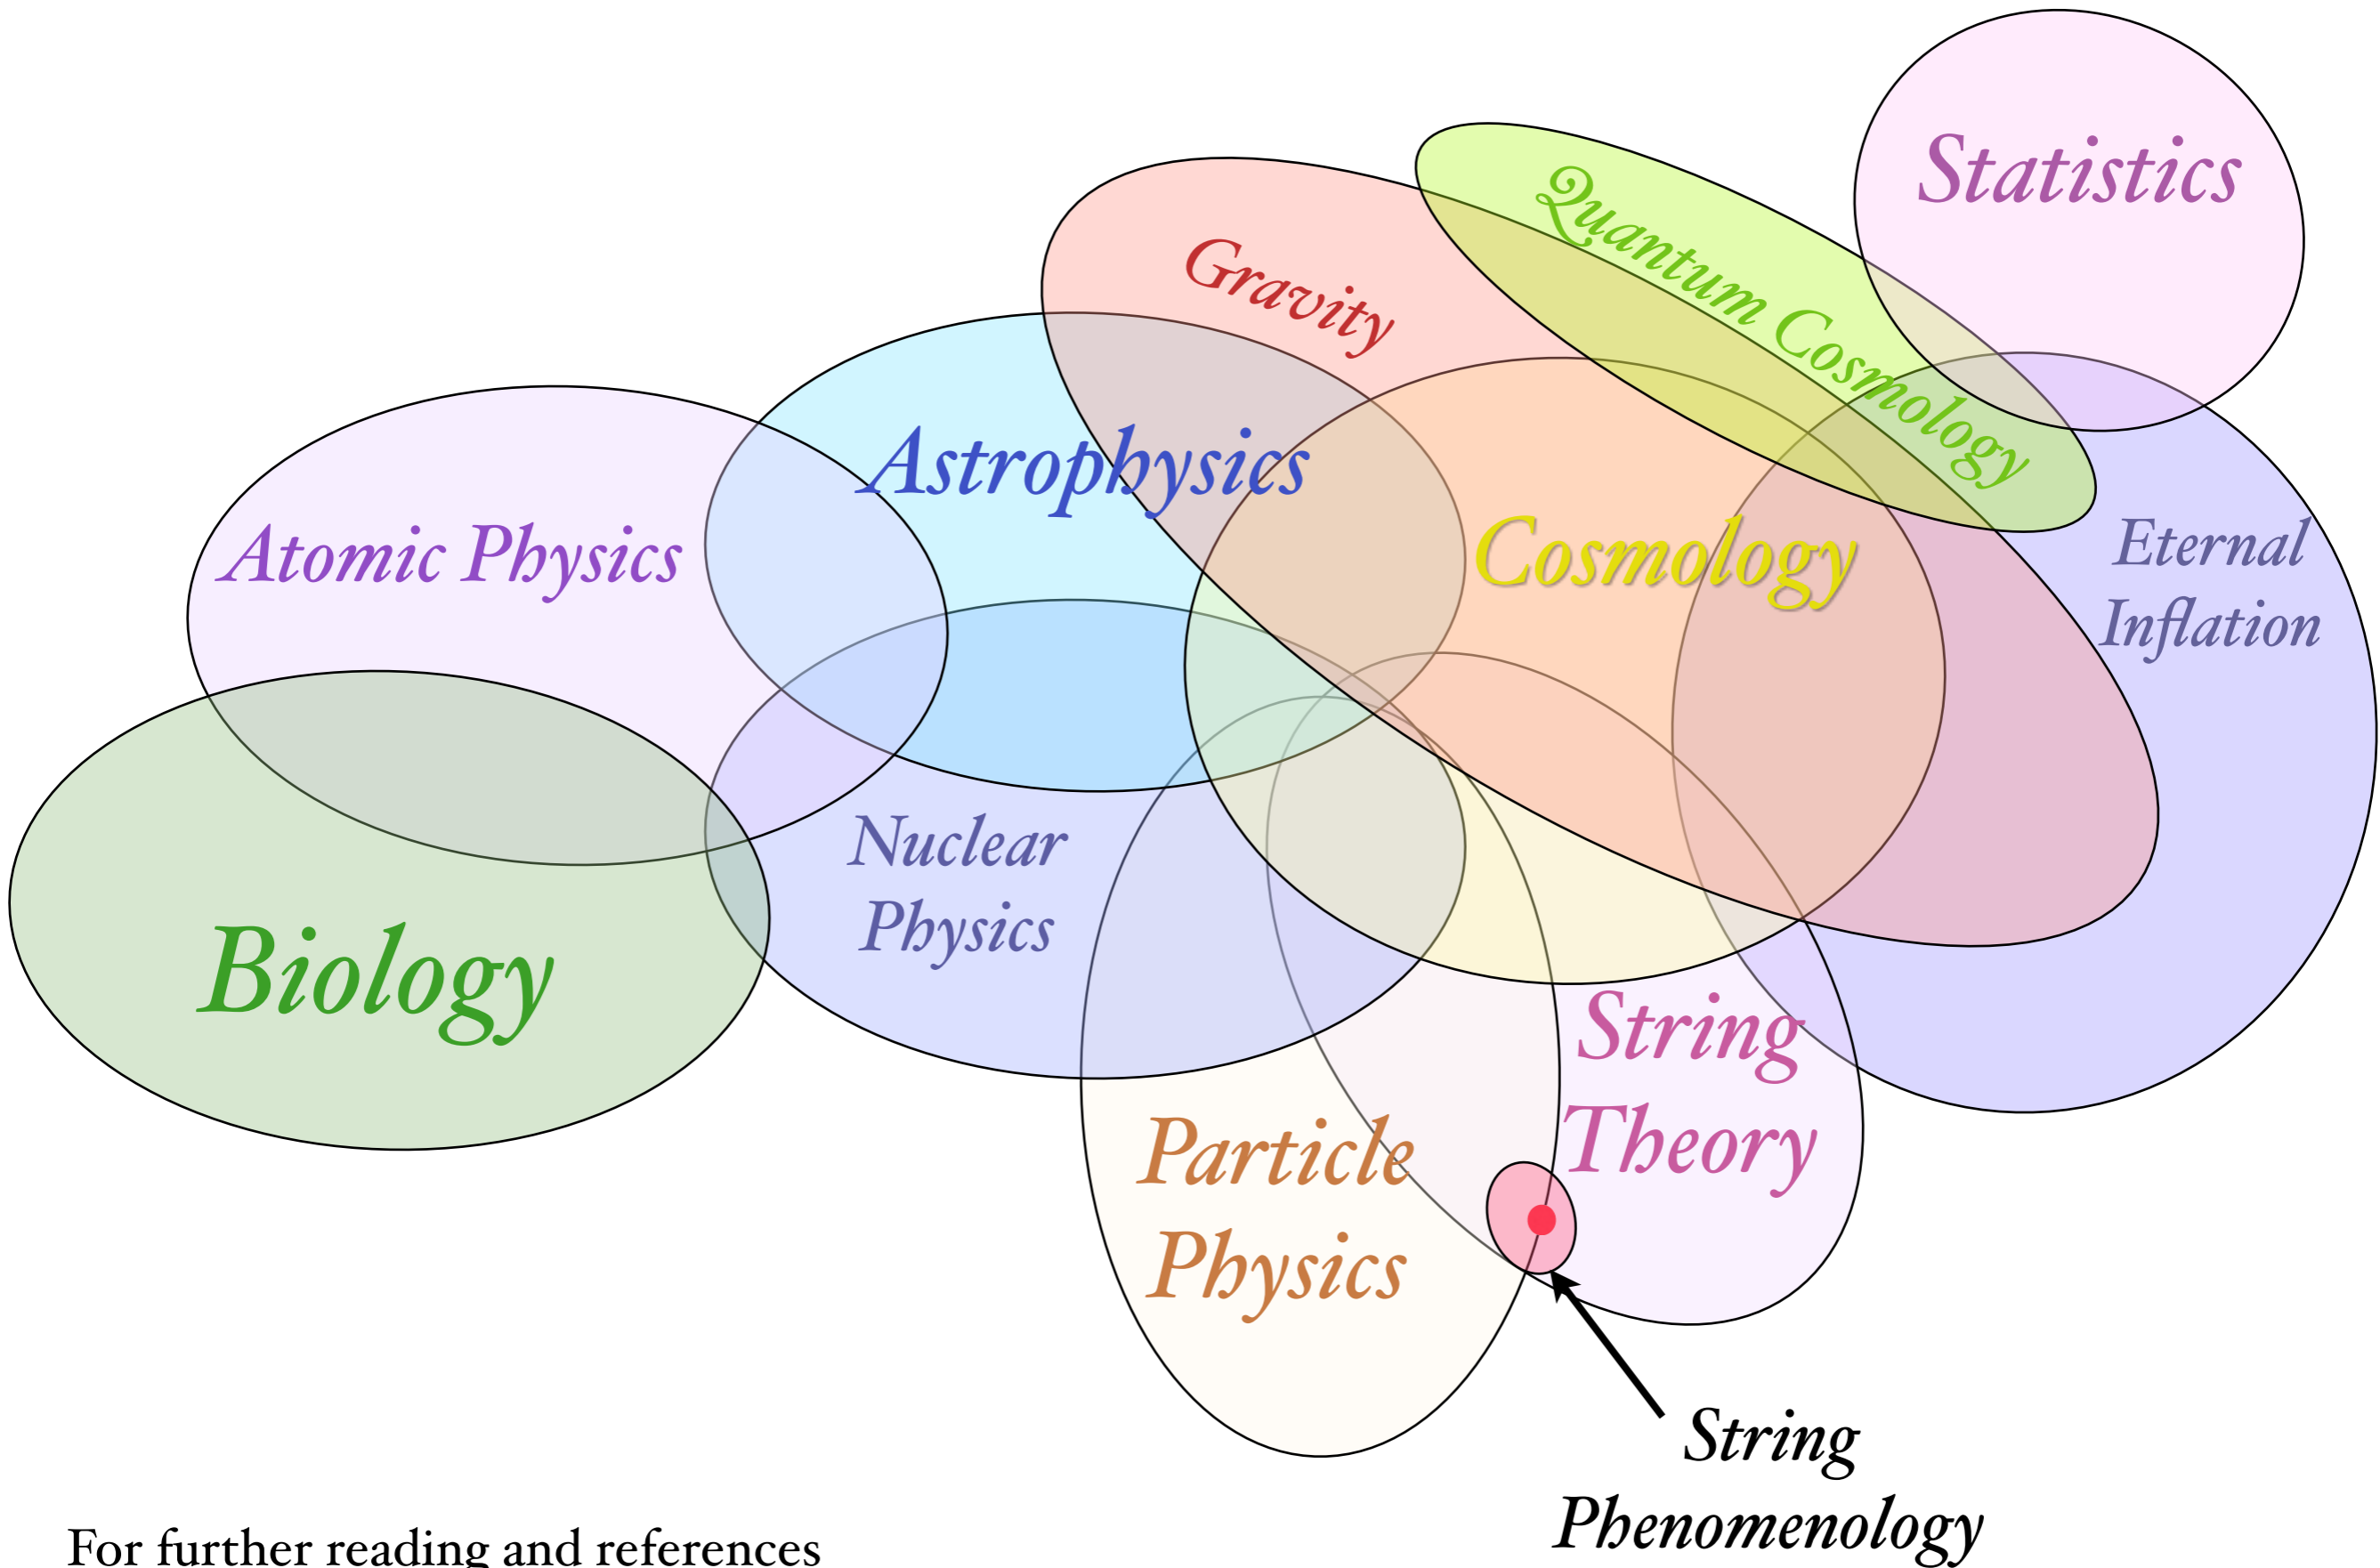 Statistics
Quantum Cosmology
Gravity
Astrophysics
Atomic Physics
Cosmology
Eternal
Inflation
Nuclear
Physics
Biology
String
Theory
Particle
Physics
String
Phenomenology
For further reading and references